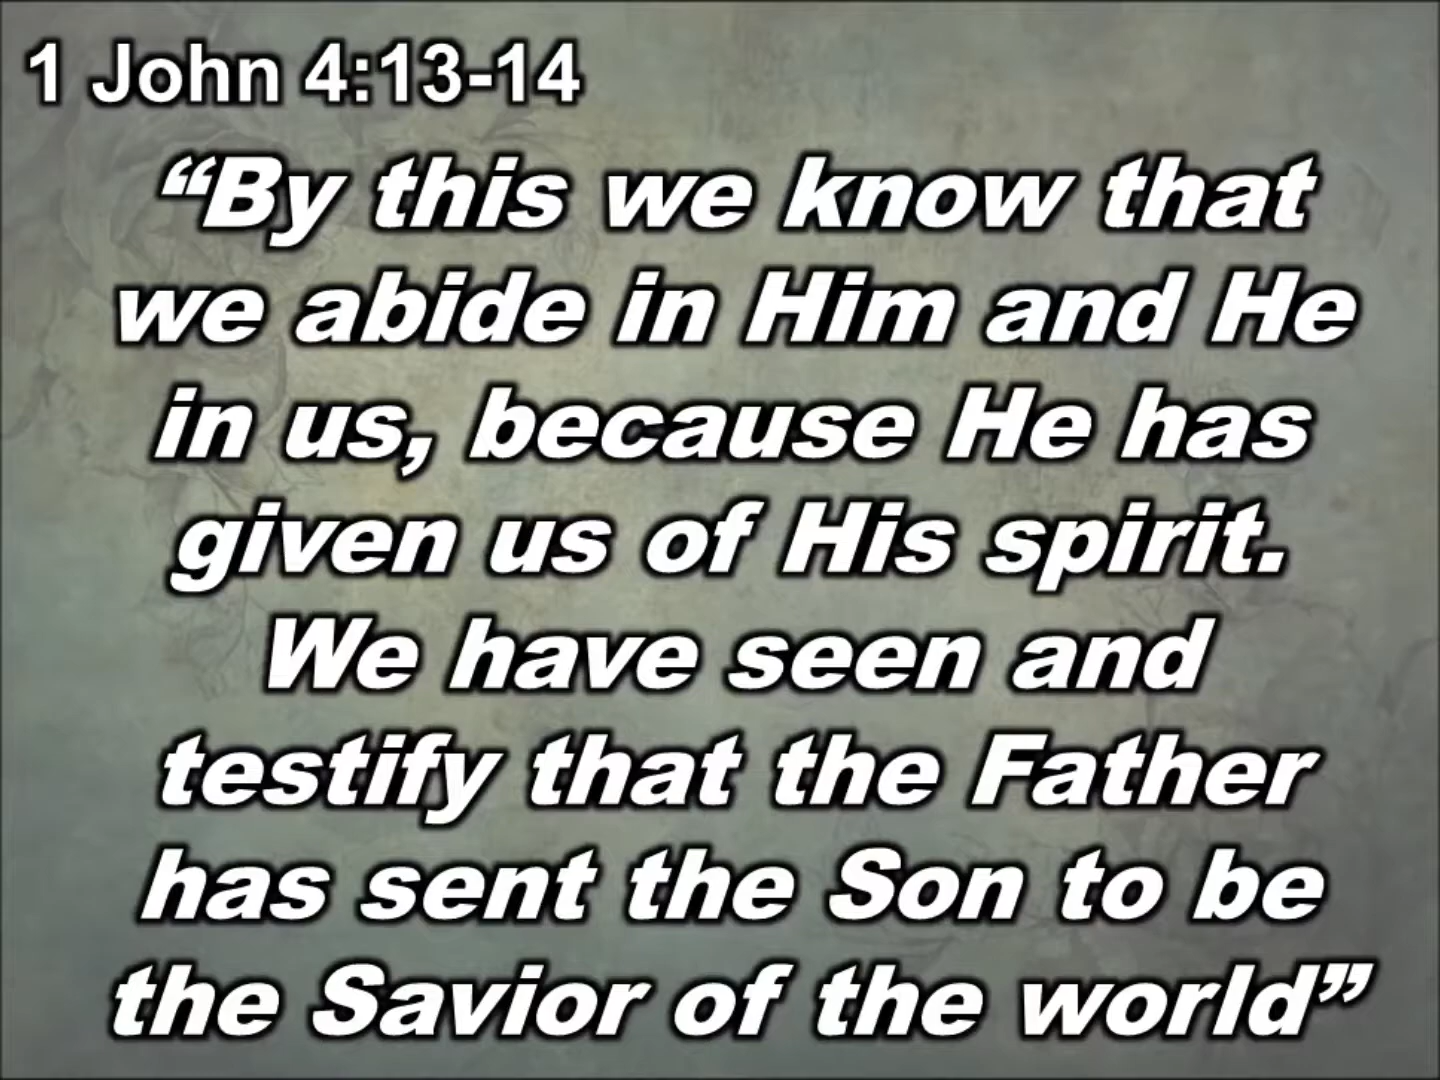 1 John 4:13-14
“By this we know that
we abide in Him and He
in us, because He has
given us of His spirit.
We have seen and
testify that the Father
has sent the Son to be
the Savior of the world”